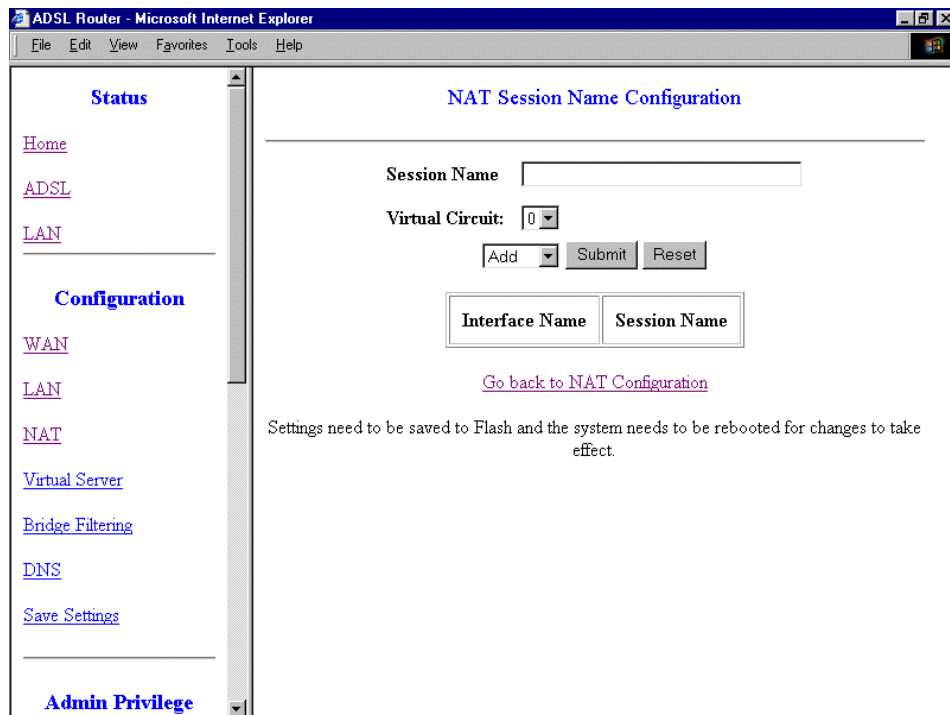 ADSL Router - Microsoft Internet Explorer
File Edit View Favorites Tools Help
Status
Home
ADSL
LAN
Configuration
WAN
LAN
NAT
Virtual Server
Bridge Filtering
DNS
Save Settings
Admin Privilege
NAT Session Name Configuration
Session Name
Virtual Circuit: 0
Add Submit Reset
Interface Name Session Name
Go back to NAT Configuration
Settings need to be saved to Flash and the system needs to be rebooted for changes to take
effect.